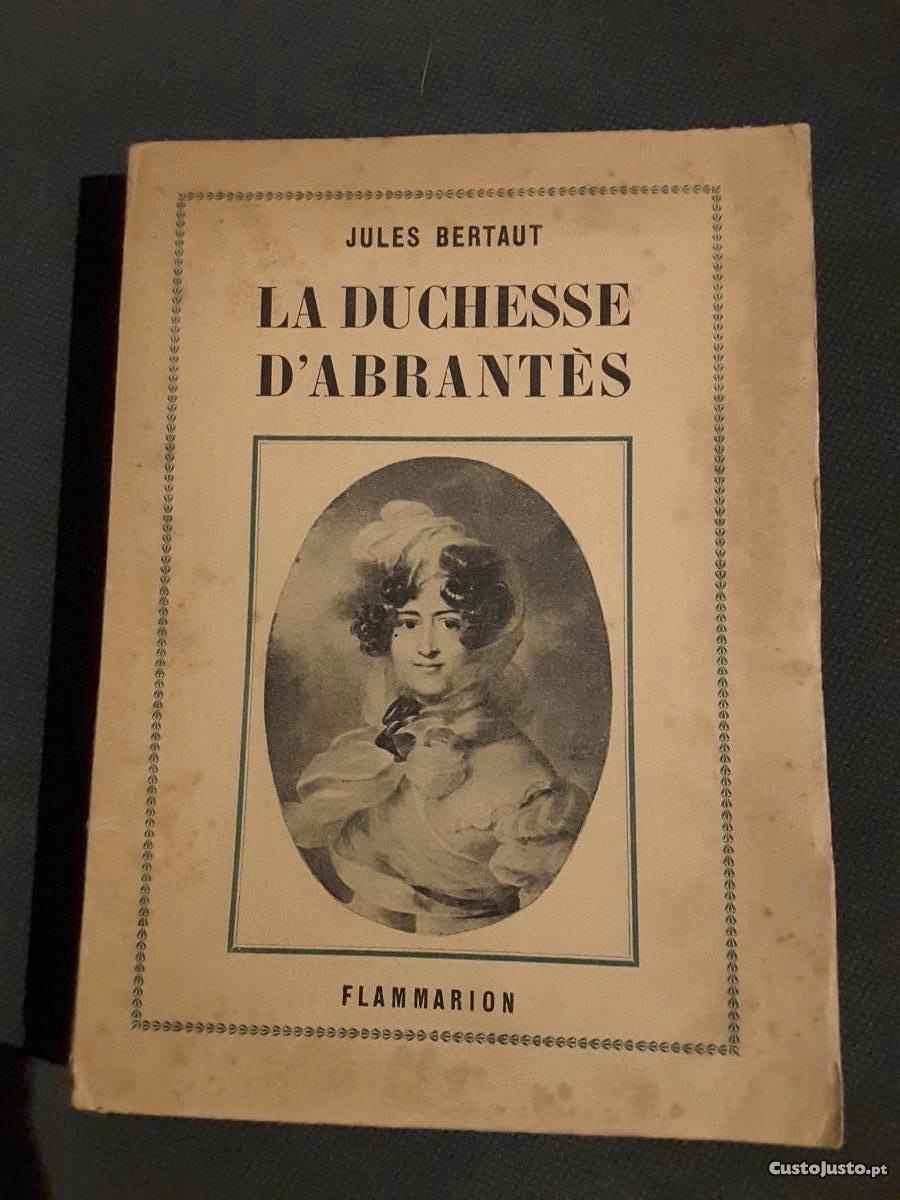 JULES BERTAUT
LA DUCHESSE
D'ABRANTÈS
FLAMMARION
CustoJusto.pt